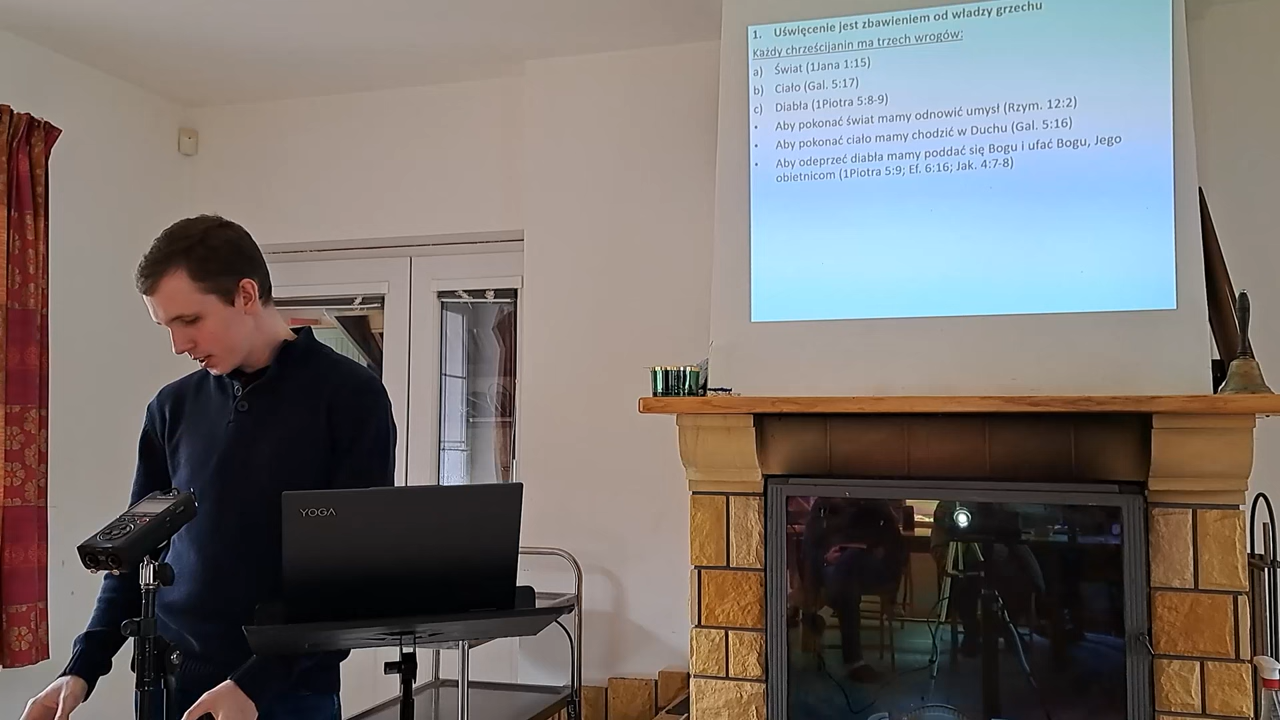 1. Uświęcenie jest zbawieniem od władzy grzechu
Każdy chrześcijanin ma trzech wrogów:
a) Świat (1Jana 1:15)
b) Ciało (Gal. 5:17)
c) Diabła (1Piotra 5:8-9)
• Aby pokonać świat mamy odnowić umysł (Rzym. 12:2)
• Aby pokonać ciało mamy chodzić w Duchu (Gal. 5:16)
• Aby odeprzeć diabła mamy poddać się Bogu i ufać Bogu, Jego
obietnicom (1Piotra 5:9; Ef. 6:16; Jak. 4:7-8)
YOGA